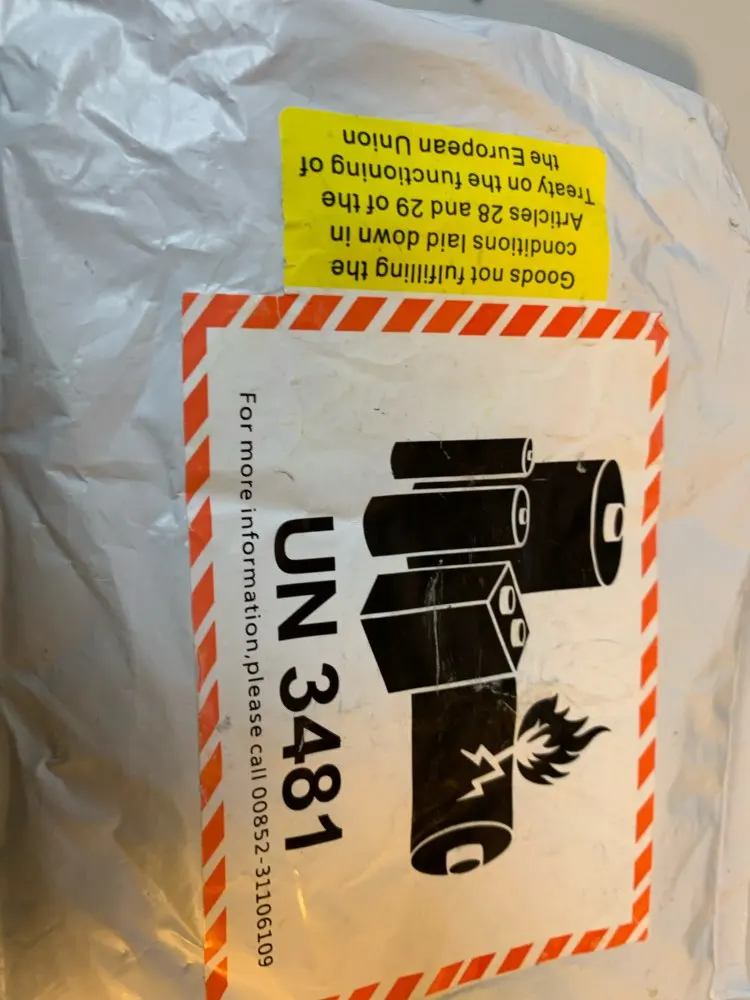 Goods not fulfilling the
conditions laid down in
Articles 28 and 29 of the
Treaty on the functioning of
the European Union
UN 3481
For more information,please call 00852-31106109